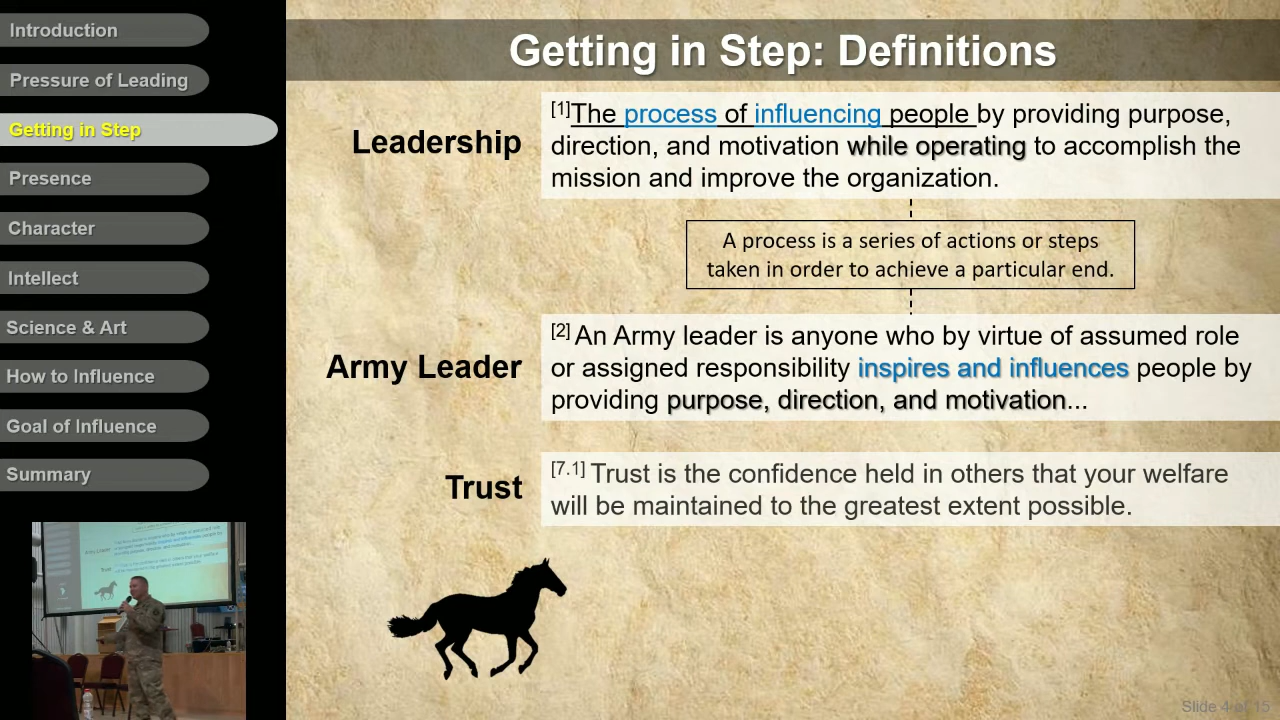 Introduction
Pressure of Leading
Getting in Step
Presence
Character
Intellect
Science & Art
How to Influence
Goal of Influence
Summary
Getting in Step: Definitions
Leadership
[1]The process of influencing people by providing purpose,
direction, and motivation while operating to accomplish the
mission and improve the organization.
A process is a series of actions or steps
taken in order to achieve a particular end.
Army Leader
[2] An Army leader is anyone who by virtue of assumed role
or assigned responsibility inspires and influences people by
providing purpose, direction, and motivation...
Trust
[7.1] Trust is the confidence held in others that your welfare
will be maintained to the greatest extent possible.
Slide 4 of 15
Army Leader
Trust